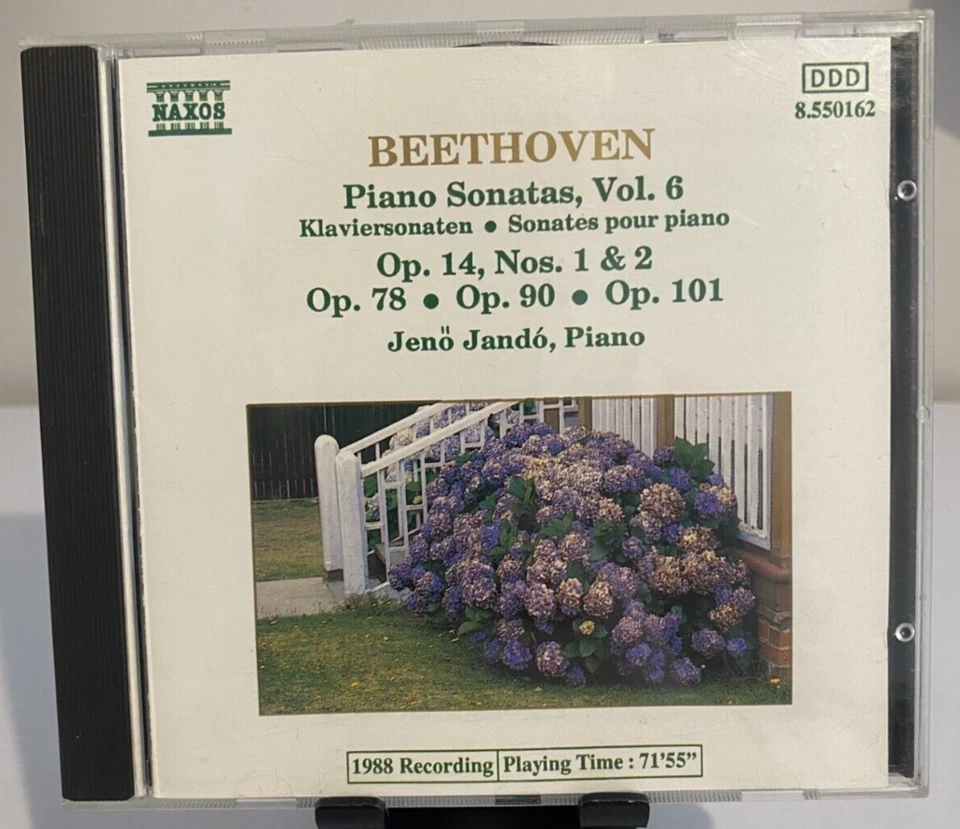 NAXOS
DDD
8.550162
BEETHOVEN
Piano Sonatas, Vol. 6
Klaviersonaten • Sonates pour piano
Op. 14, Nos. 1 & 2
Op. 78 • Op. 90 • Op. 101
Jenö Jandó, Piano
1988 Recording Playing Time : 71'55"